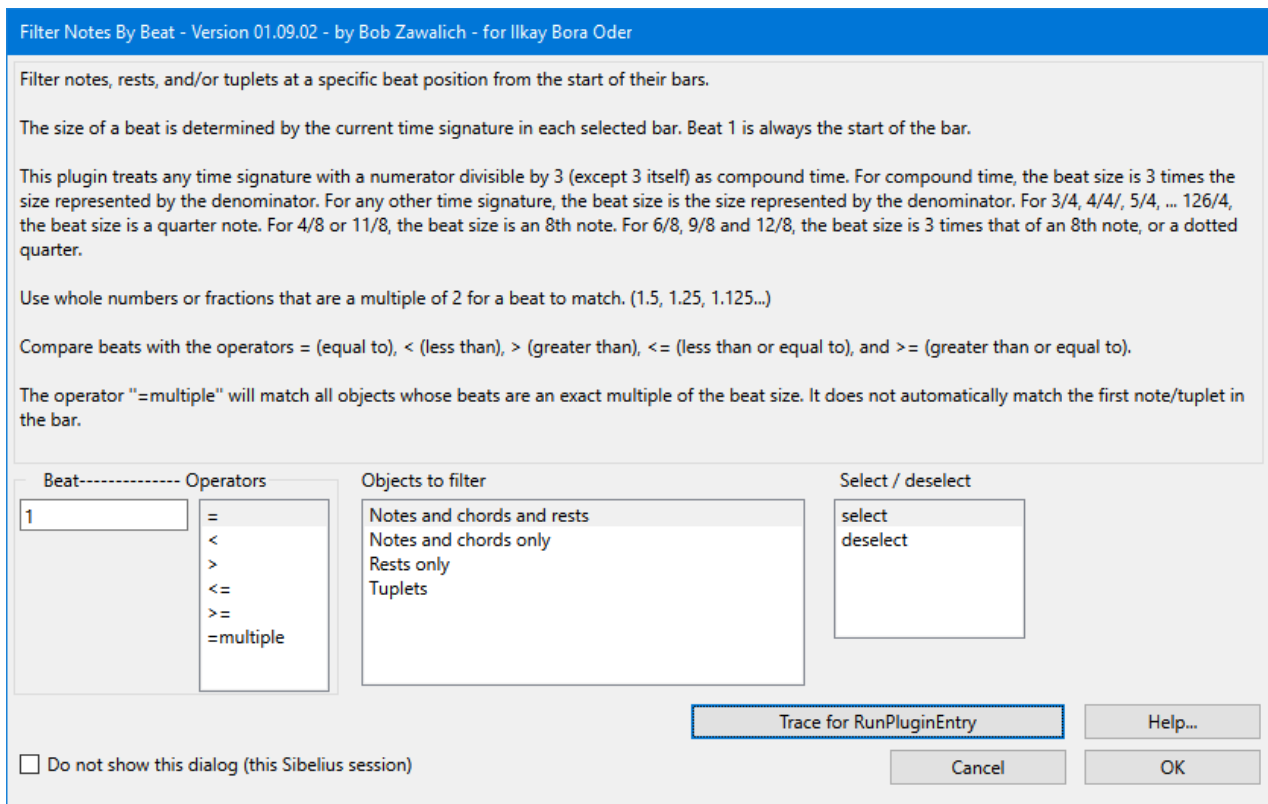 Filter Notes By Beat - Version 01.09.02 - by Bob Zawalich - for Ilkay Bora Oder
Filter notes, rests, and/or tuplets at a specific beat position from the start of their bars.
The size of a beat is determined by the current time signature in each selected bar. Beat 1 is always the start of the bar.
This plugin treats any time signature with a numerator divisible by 3 (except 3 itself) as compound time. For compound time, the beat size is 3 times the
size represented by the denominator. For any other time signature, the beat size is the size represented by the denominator. For 3/4, 4/4/, 5/4, ... 126/4,
the beat size is a quarter note. For 4/8 or 11/8, the beat size is an 8th note. For 6/8, 9/8 and 12/8, the beat size is 3 times that of an 8th note, or a dotted
quarter.
Use whole numbers or fractions that are a multiple of 2 for a beat to match. (1.5, 1.25, 1.125...)
Compare beats with the operators = (equal to), < (less than), > (greater than), <= (less than or equal to), and >= (greater than or equal to).
The operator "=multiple" will match all objects whose beats are an exact multiple of the beat size. It does not automatically match the first note/tuplet in
the bar.
Beat-------------- Operators
1
=
<
>
<=
>=
=multiple
Objects to filter
Notes and chords and rests
Notes and chords only
Rests only
Tuplets
Select / deselect
select
deselect
Trace for RunPluginEntry
Help...
Do not show this dialog (this Sibelius session)
Cancel
OK